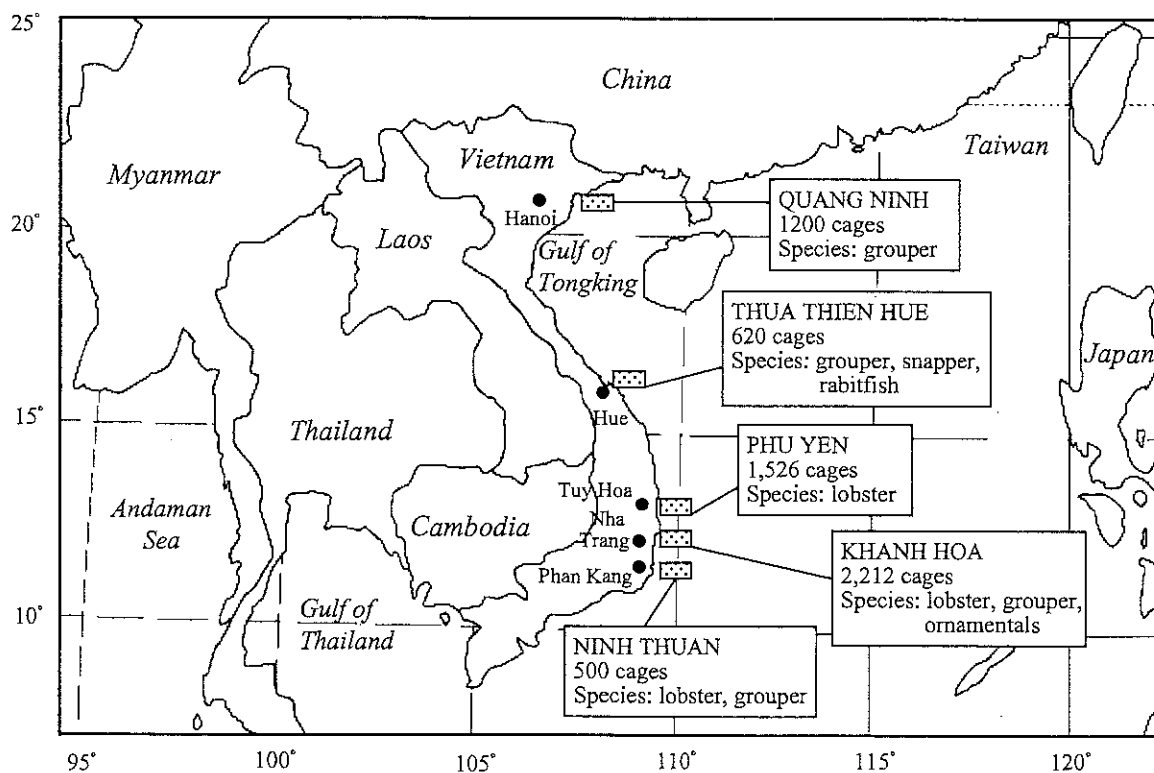 25°
20°
15°
10°
China
Myanmar
Vietnam
Hanoi
Laos
Gulf of
Tongking
Taiwan
QUANG NINH
1200 cages
Species: grouper
THUA THIEN HUE
620 cages
Species: grouper, snapper,
rabitfish
Japan
Hue
Thailand
PHU YEN
1,526 cages
Species: lobster
Tuy Hoa
Nha
Trang
Phan Kang
Cambodia
Andaman
Sea
KHANH HOA
2,212 cages
Species: lobster, grouper,
ornamentals
Gulf of
Thailand
NINH THUAN
500 cages
Species: lobster, grouper
95°
100°
105°
110°
115°
120°